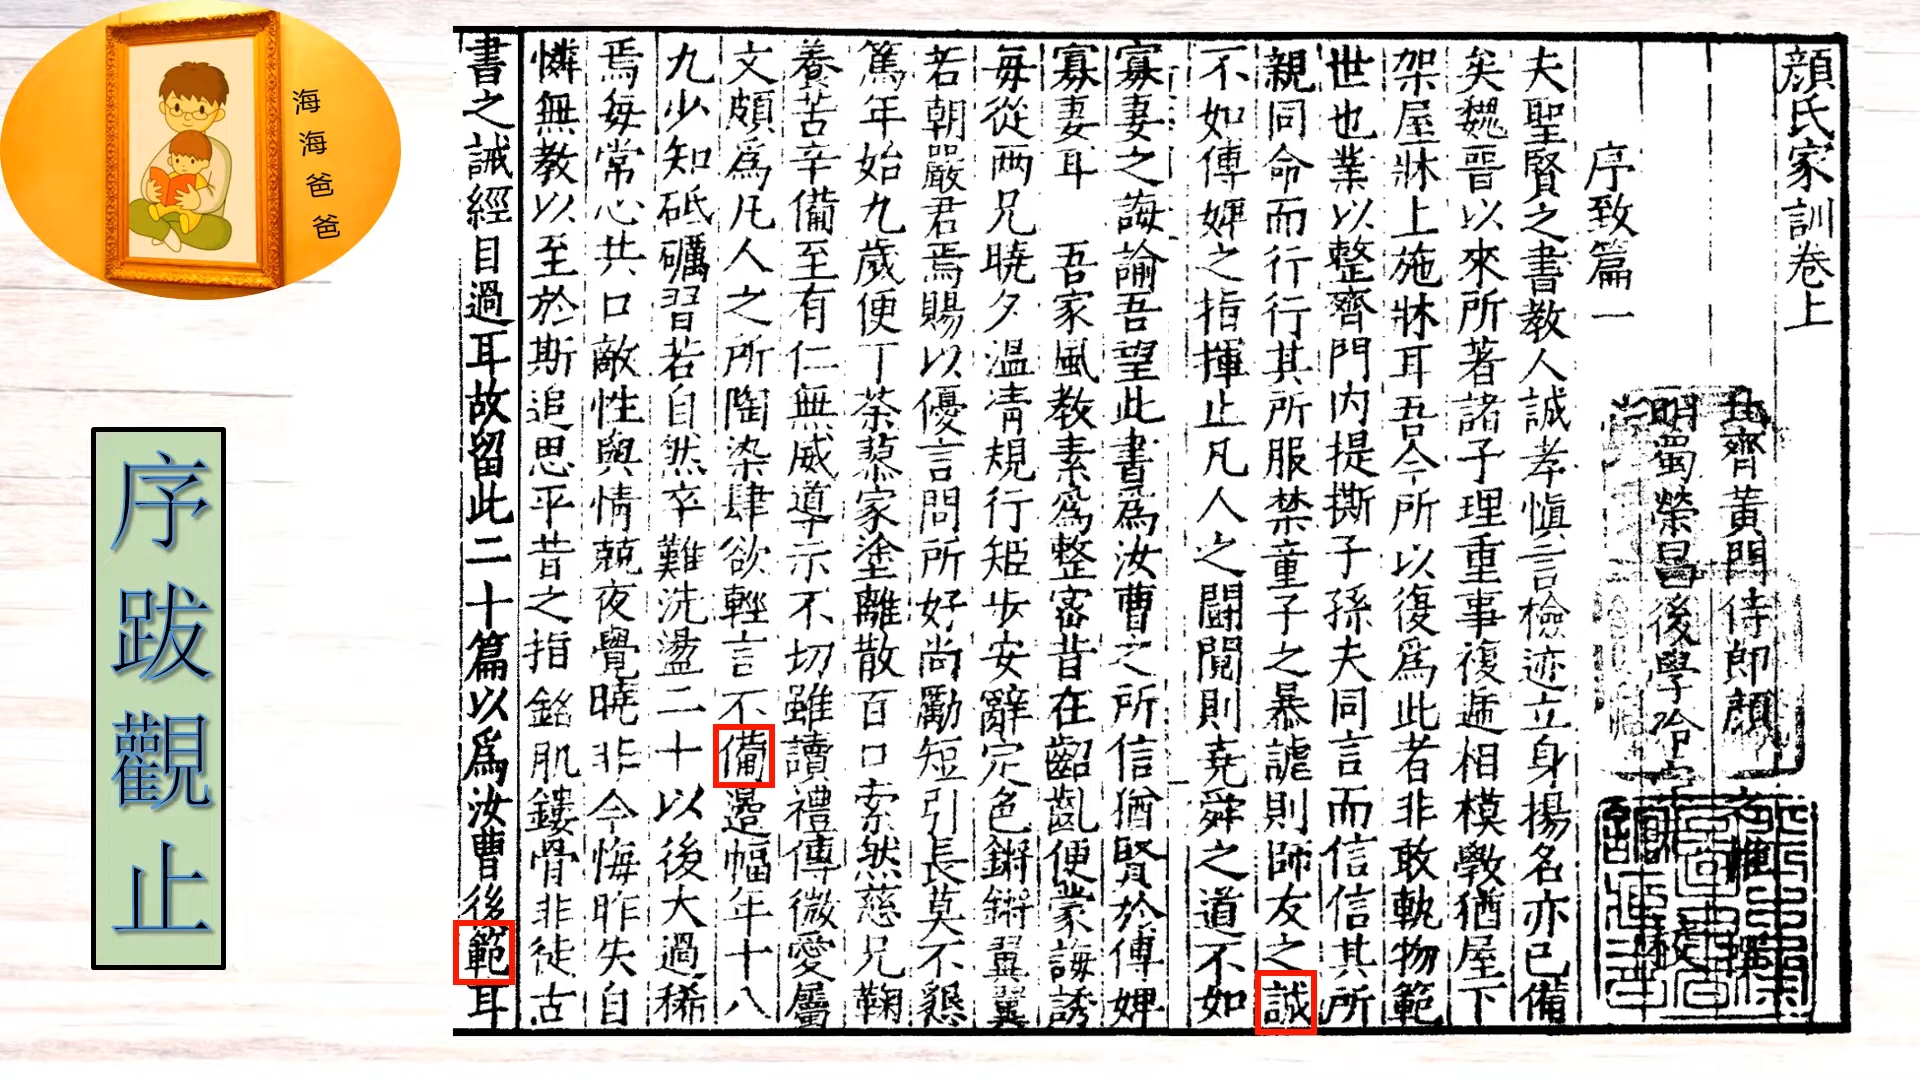 海海爸爸
序跋觀止
顏氏家訓卷上
北齊黃門侍郎顏之推撰
明蜀榮昌後學冷宗
序致篇一
夫聖賢之書教人誠孝慎言檢迹立身揚名亦已備
矣魏晉以來所著諸子理重事複遞相模斆猶屋下
架屋牀上施牀耳吾今所以復為此者非敢軌物範
世也業以整齊門内提撕子孫夫同言而信信其所
親同命而行行其所服禁童子之暴謔則師友之誡
不如傅婢之指揮止凡人之鬭鬩則堯舜之道不如
寡妻之誨諭吾望此書為汝曹之所信猶賢於傅婢
寡妻耳　吾家風教素為整密昔在齠齔便蒙誨誘
每從兩兄曉夕温凊規行矩步安辭定色鏘鏘翼翼
若朝嚴君焉賜以優言問所好尚勵短引長莫不懇
篤年始九歲便丁荼蓼家塗離散百口索然慈兄鞠
養苦辛備至有仁無威導示不切雖讀禮傳微愛屬
文頗為凡人之所陶染肆欲輕言不備邊幅年十八
九少知砥礪習若自然卒難洗盪二十以後大過稀
焉每常心共口敵性與情競夜覺曉非今悔昨失自
憐無教以至於斯追思平昔之指銘肌鏤骨非徒古
書之誡經目過耳故留此二十篇以為汝曹後範耳